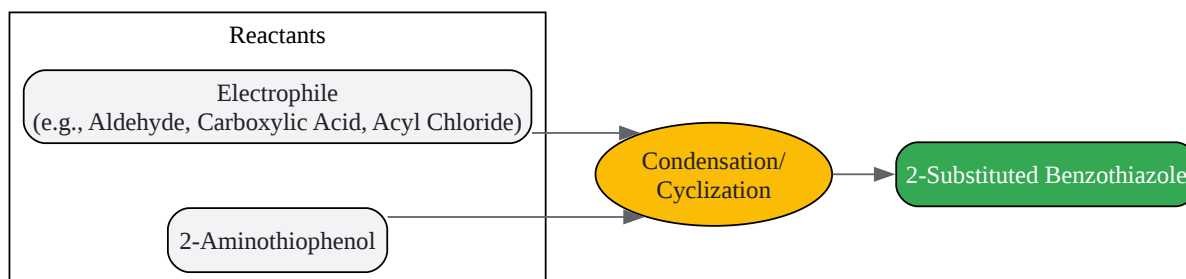 Reactants
Electrophile
(e.g., Aldehyde, Carboxylic Acid, Acyl Chloride)
2-Aminothiophenol
Condensation/
Cyclization
2-Substituted Benzothiazole